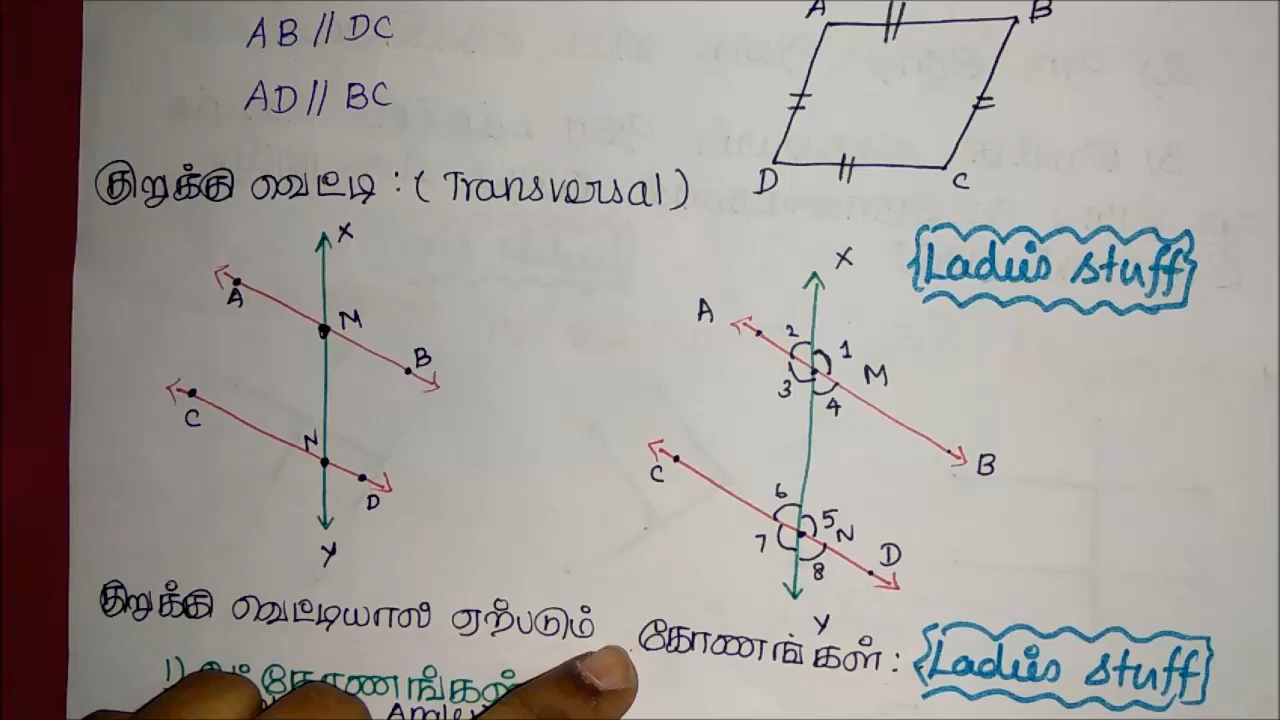 A B
AB // DC
AD // BC
D C
குறுக்கு வெட்டி : ( Transversal )
Ladies stuff
X
A
M
B
C
N
D
Y
X
A
2 1
3 M
4
B
C
6
5 N
7
8
D
Y
குறுக்கு வெட்டியால் ஏற்படும் கோணங்கள் :
Ladies stuff
1)